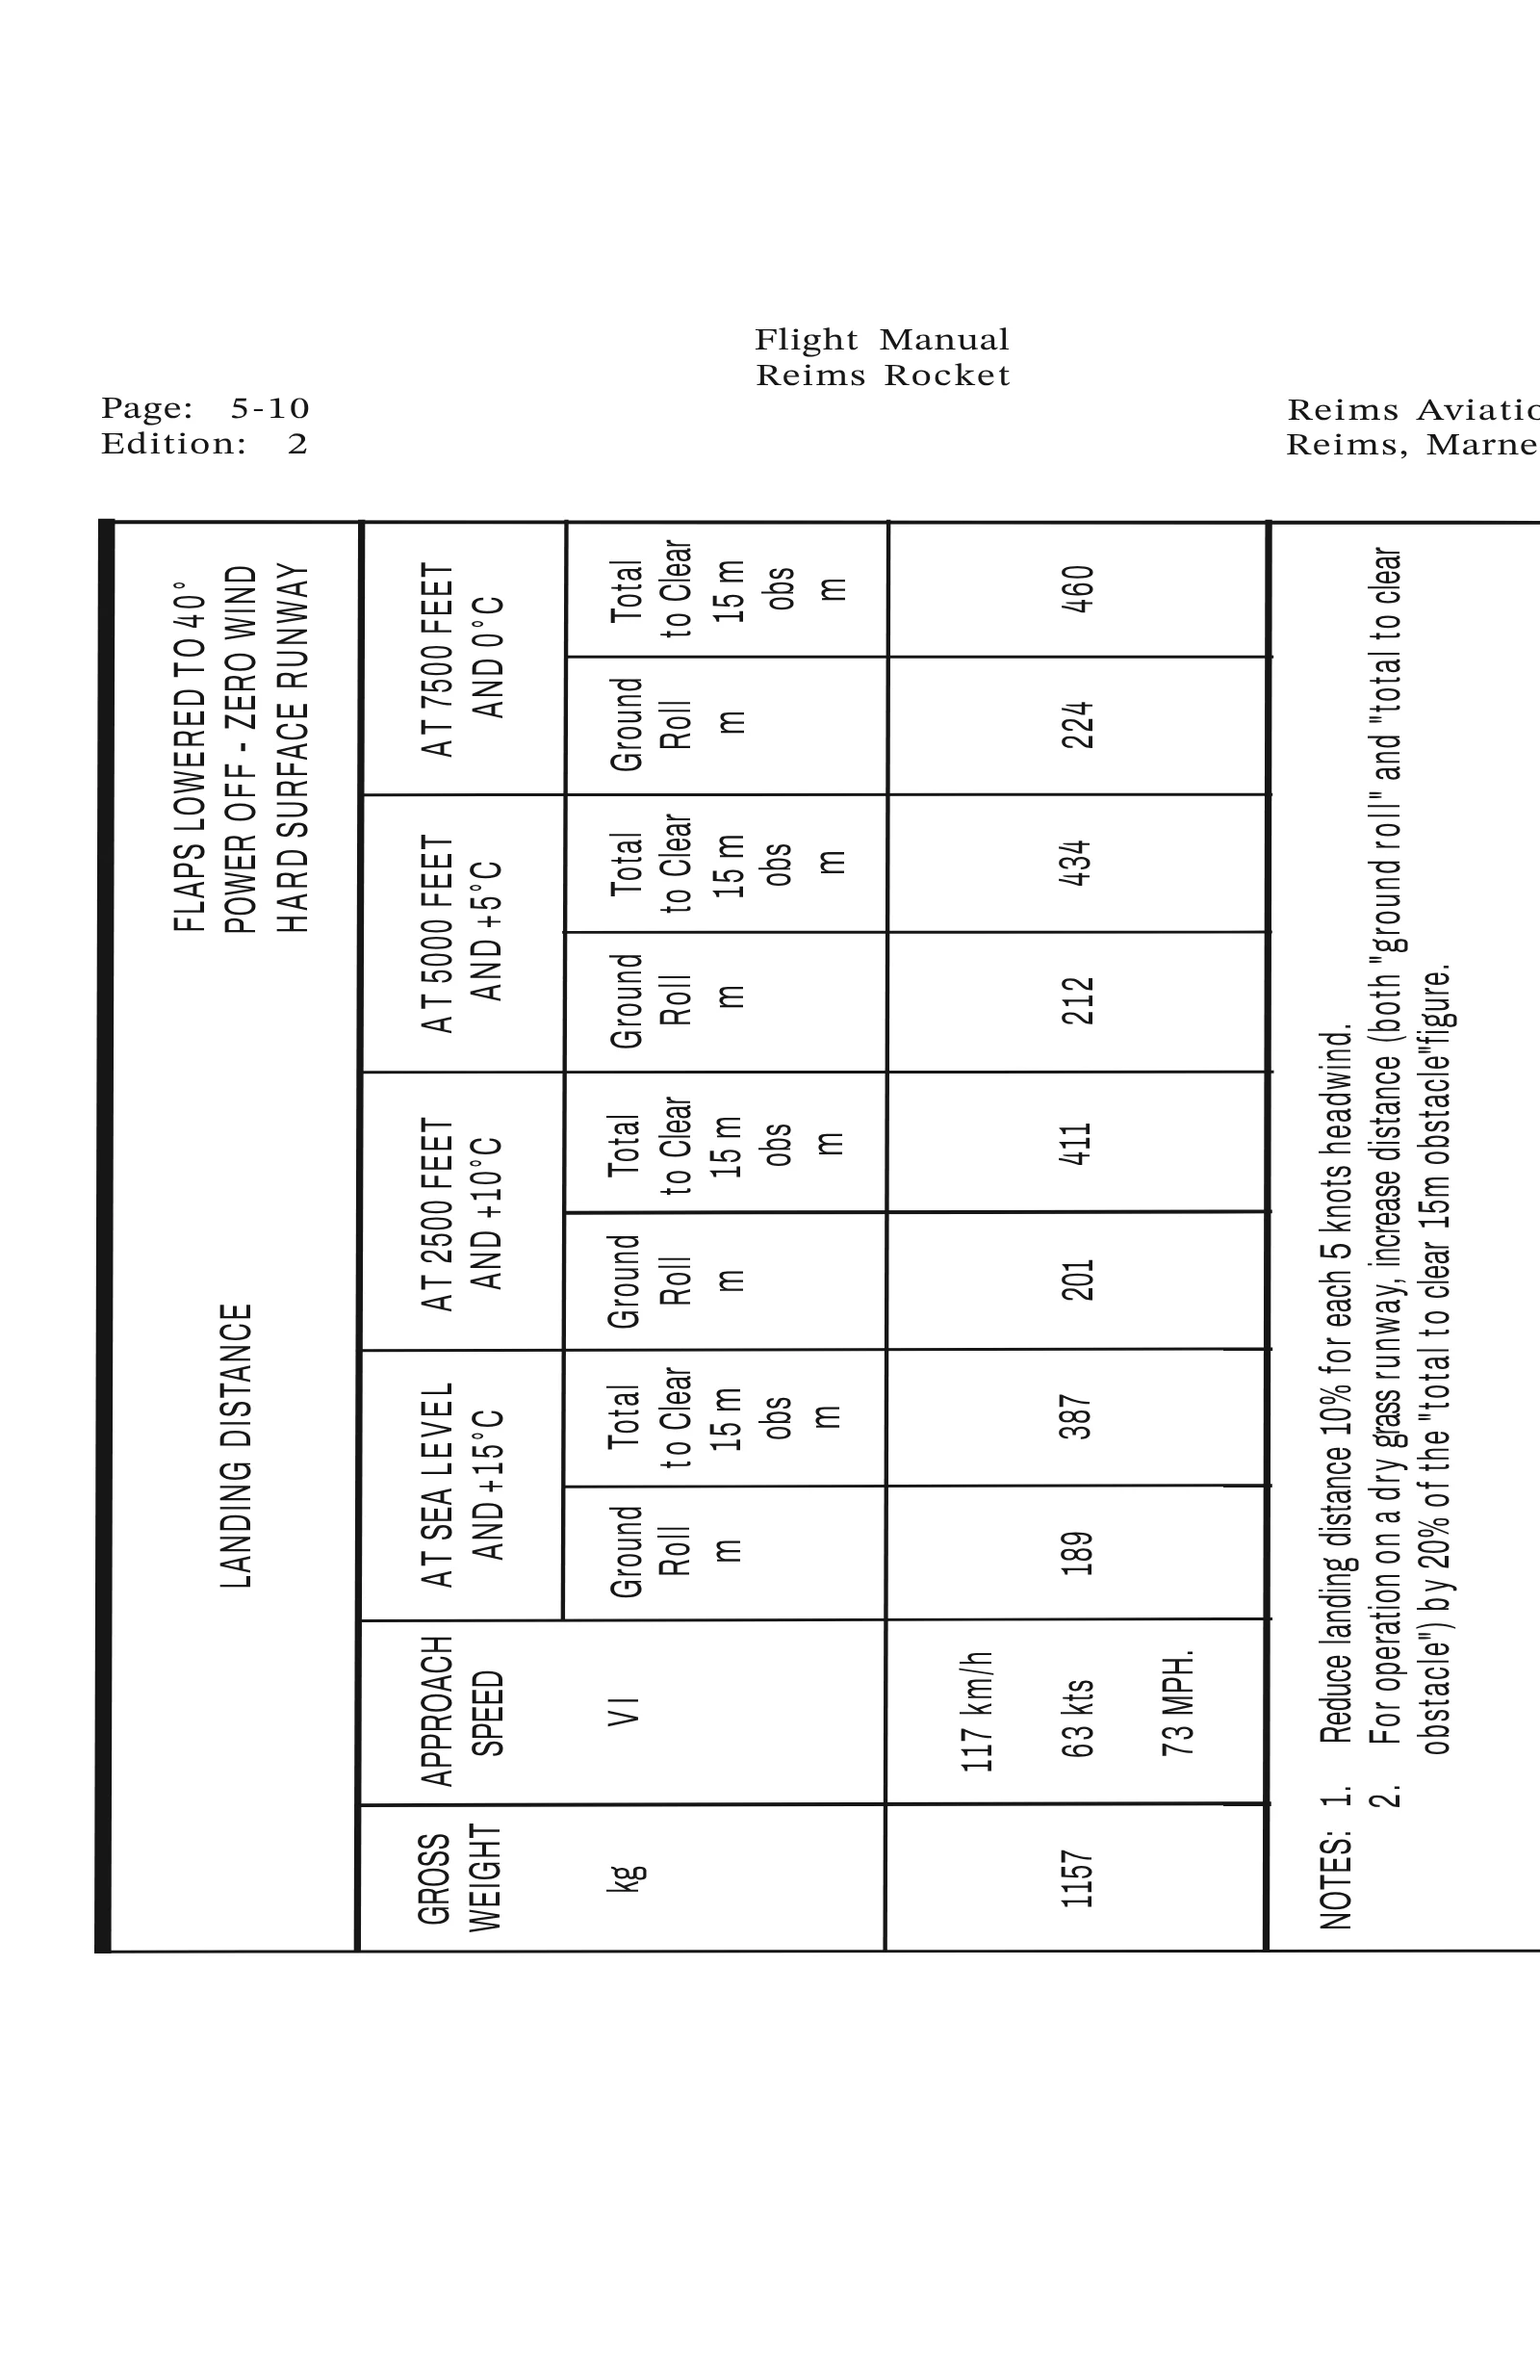 Flight Manual
Reims Rocket
Page: 5-10
Edition: 2
Reims Aviatio
Reims, Marne
LANDING DISTANCE
FLAPS LOWERED TO 40°
POWER OFF - ZERO WIND
HARD SURFACE RUNWAY
GROSS
WEIGHT
kg
APPROACH
SPEED
VI
AT SEA LEVEL
AND +15°C
AT 2500 FEET
AND +10°C
AT 5000 FEET
AND +5°C
AT 7500 FEET
AND 0°C
Ground
Roll
m
Total
to Clear
15 m
obs
m
Ground
Roll
m
Total
to Clear
15 m
obs
m
Ground
Roll
m
Total
to Clear
15 m
obs
m
Ground
Roll
m
Total
to Clear
15 m
obs
m
1157
117 km/h
63 kts
73 MPH.
189
387
201
411
212
434
224
460
NOTES: 1. Reduce landing distance 10% for each 5 knots headwind.
2. For operation on a dry grass runway, increase distance (both "ground roll" and "total to clear
obstacle") by 20% of the "total to clear 15m obstacle"figure.